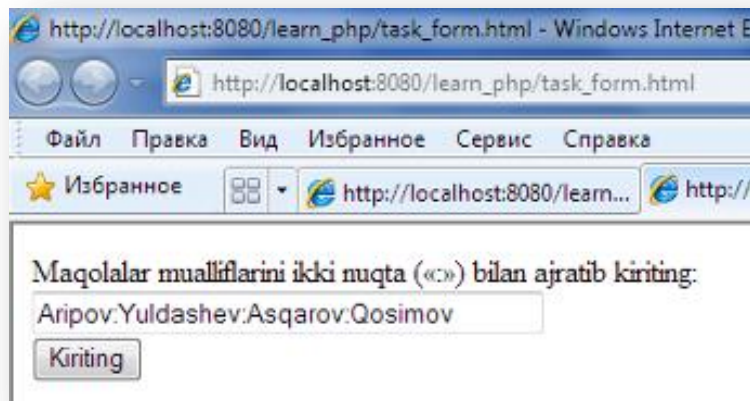 http://localhost:8080/learn_php/task_form.html - Windows Internet E
http://localhost:8080/learn_php/task_form.html
Файл Правка Вид Избранное Сервис Справка
Избранное http://localhost:8080/learn... http://
Maqolalar mualliflarini ikki nuqta («:») bilan ajratib kiriting:
Aripov:Yuldashev:Asqarov:Qosimov
Kiriting